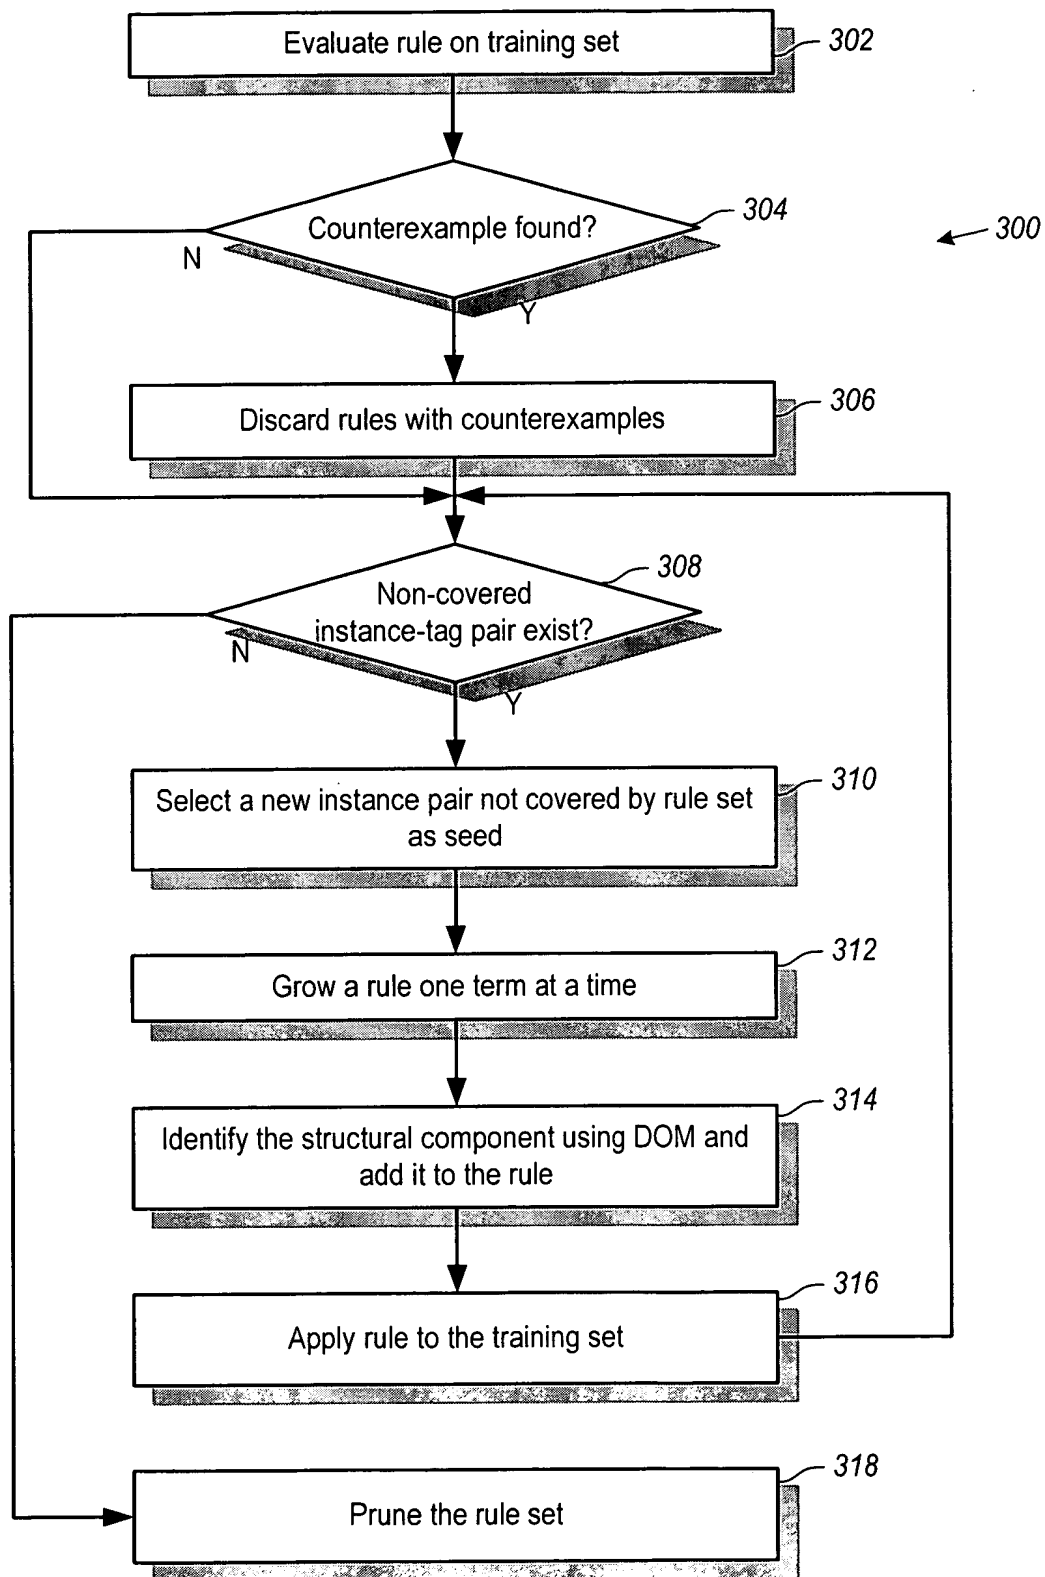 Evaluate rule on training set
302
Counterexample found?
304
300
N
Y
Discard rules with counterexamples
306
Non-covered
instance-tag pair exist?
308
N
Y
Select a new instance pair not covered by rule set
as seed
310
Grow a rule one term at a time
312
Identify the structural component using DOM and
add it to the rule
314
Apply rule to the training set
316
Prune the rule set
318